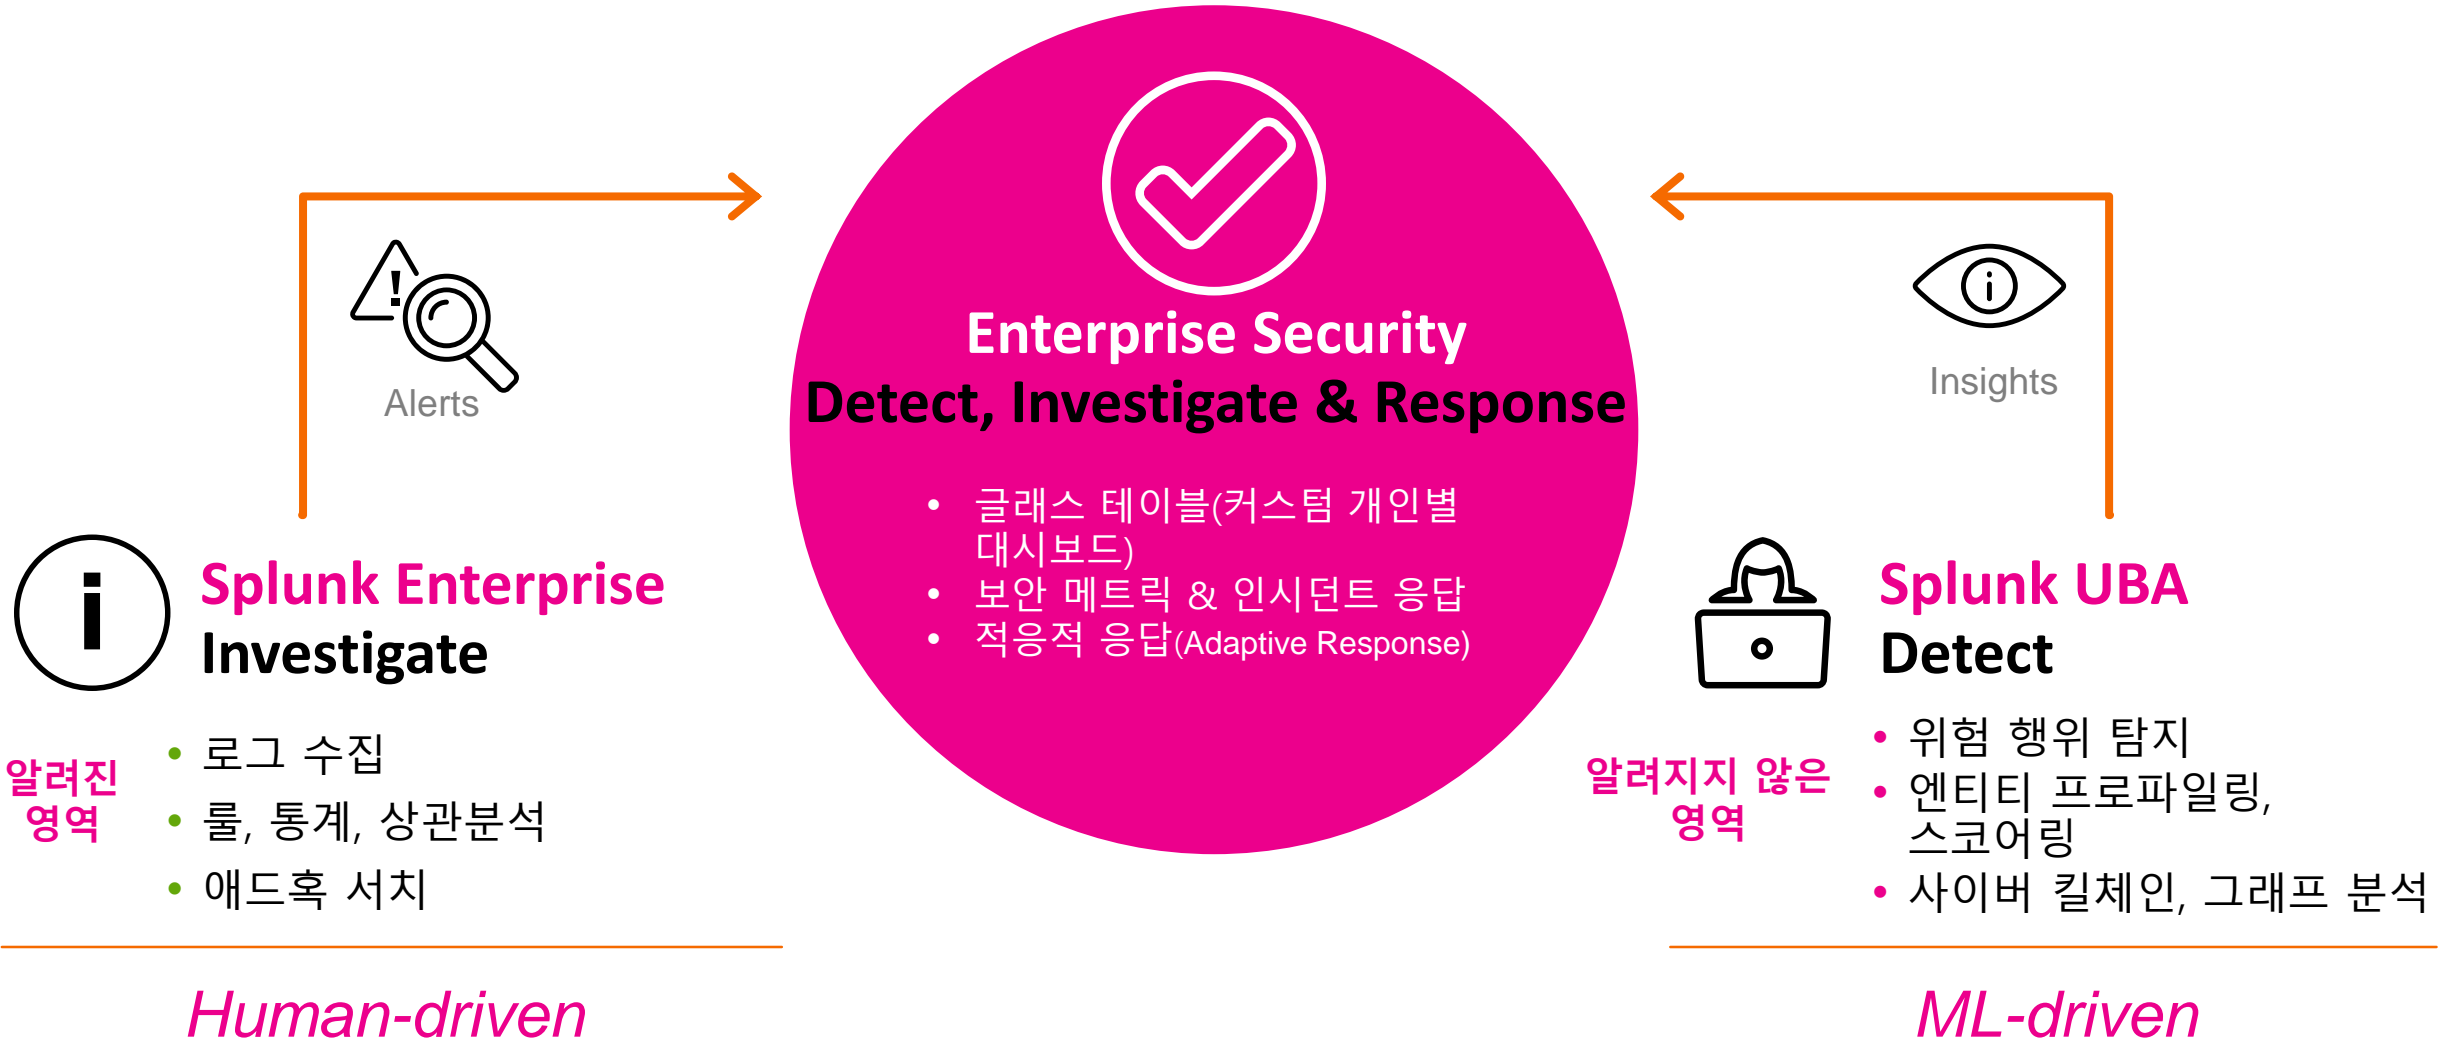 Enterprise Security
Detect, Investigate & Response
• 글래스 테이블(커스텀 개인별
대시보드)
• 보안 메트릭 & 인시던트 응답
• 적응적 응답(Adaptive Response)
!
Alerts
i
Splunk Enterprise
Investigate
알려진
영역
• 로그 수집
• 룰, 통계, 상관분석
• 애드혹 서치
Human-driven
i
Insights
Splunk UBA
Detect
알려지지 않은
영역
• 위험 행위 탐지
• 엔티티 프로파일링,
스코어링
• 사이버 킬체인, 그래프 분석
ML-driven